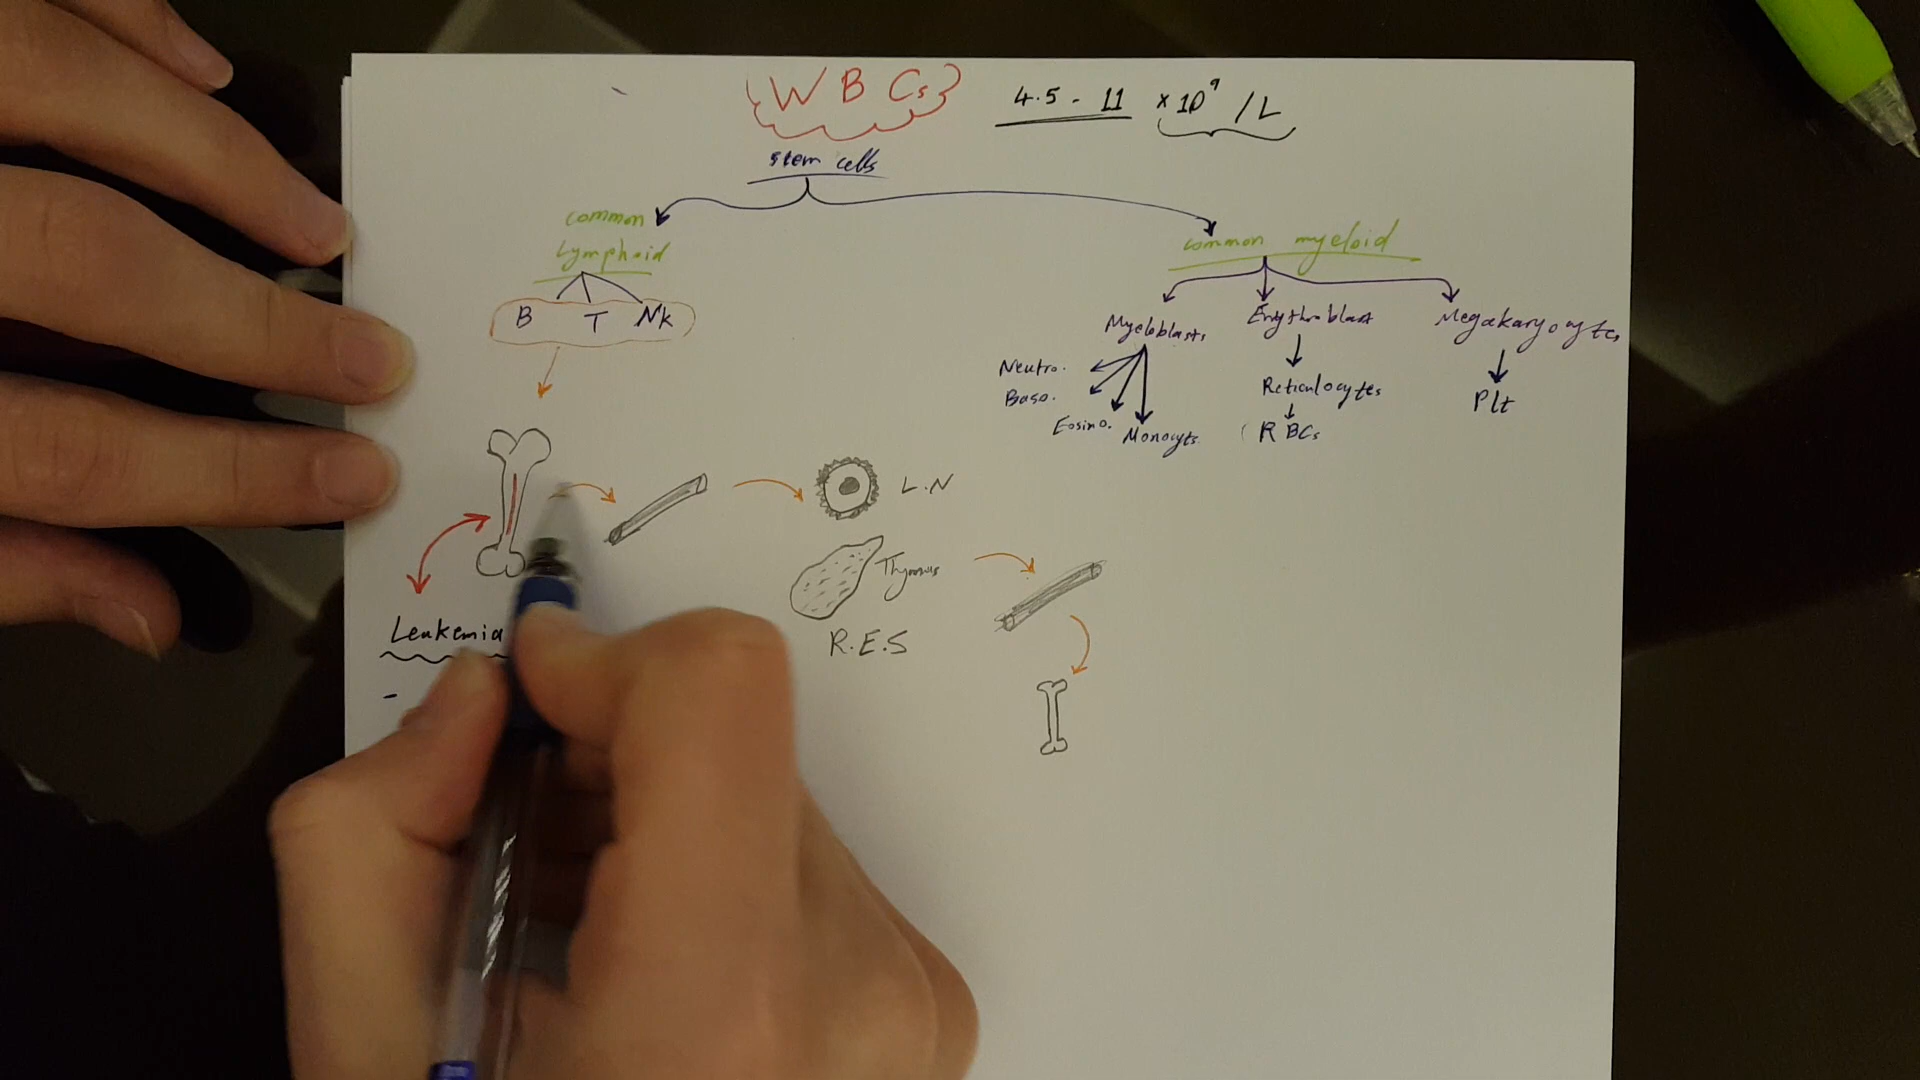 WBCs 4.5 - 11 x10⁹ / L
stem cells
common
Lymphoid
common myeloid
B T Nk
Myeloblasts
Erythroblast
Megakaryocytes
Neutro.
Baso.
Eosino.
Monocyts
Reticulocytes
RBCs
Plt
L.N
Thymus
R.E.S
Leukemia
-